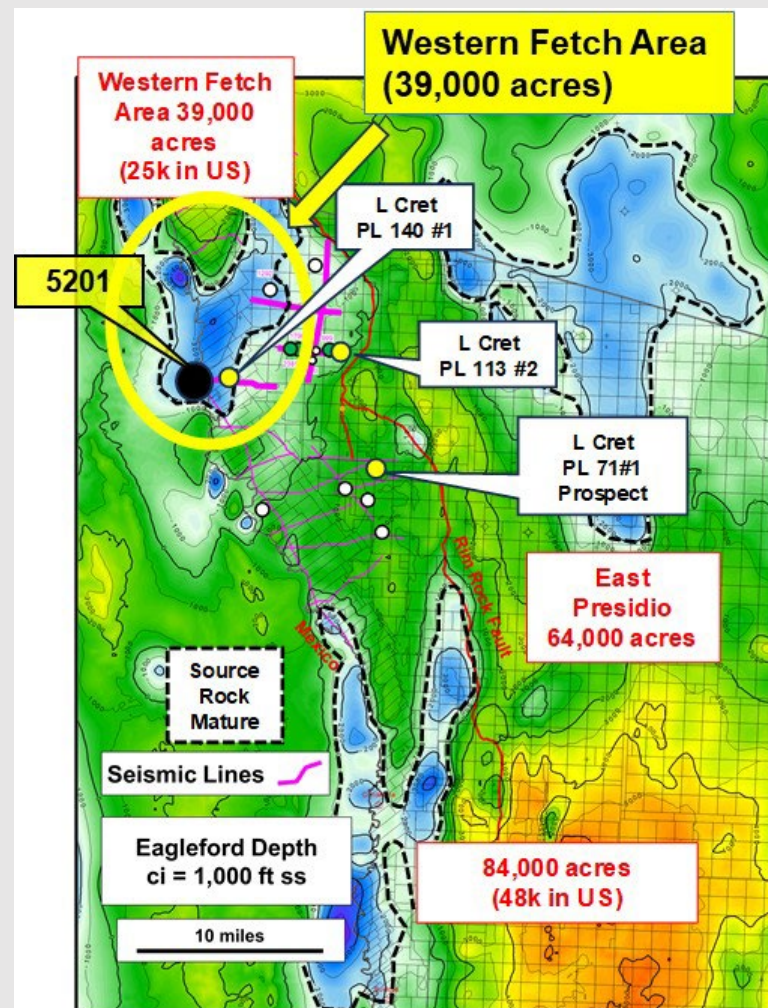 Western Fetch Area
(39,000 acres)
Western Fetch
Area 39,000
acres
(25k in US)
L Cret
PL 140 #1
5201
L Cret
PL 113 #2
L Cret
PL 71#1
Prospect
Rim Rock Fault
East
Presidio
64,000 acres
Mexico
Source
Rock
Mature
Seismic Lines
Eagleford Depth
ci = 1,000 ft ss
84,000 acres
(48k in US)
10 miles